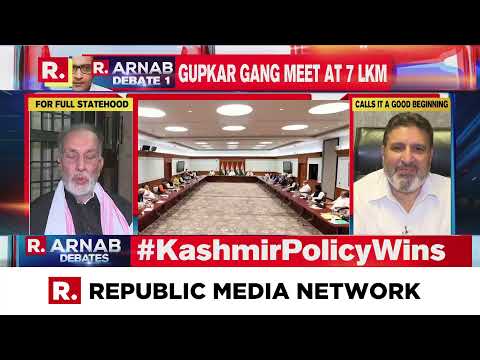 R.
R. ARNAB
DEBATE 1
GUPKAR GANG MEET AT 7 LKM
FOR FULL STATEHOOD
CALLS IT A GOOD BEGINNING
R. ARNAB
DEBATES
#KashmirPolicyWins
R. REPUBLIC MEDIA NETWORK